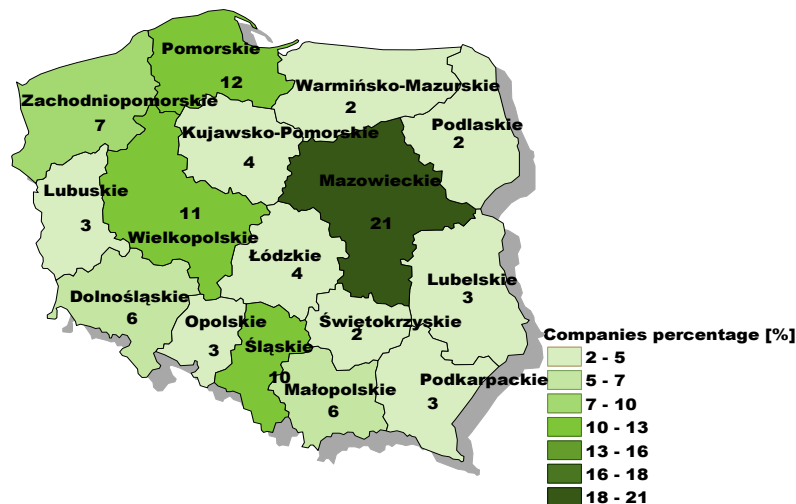 Pomorskie
12
Warmińsko-Mazurskie
2
Zachodniopomorskie
7
Kujawsko-Pomorskie
4
Podlaskie
2
Mazowieckie
21
Lubuskie
3
11
Wielkopolskie
Łódzkie
4
Lubelskie
3
Dolnośląskie
6
Opolskie
3
Śląskie
10
Świętokrzyskie
2
Małopolskie
6
Podkarpackie
3
Companies percentage [%]
2 - 5
5 - 7
7 - 10
10 - 13
13 - 16
16 - 18
18 - 21